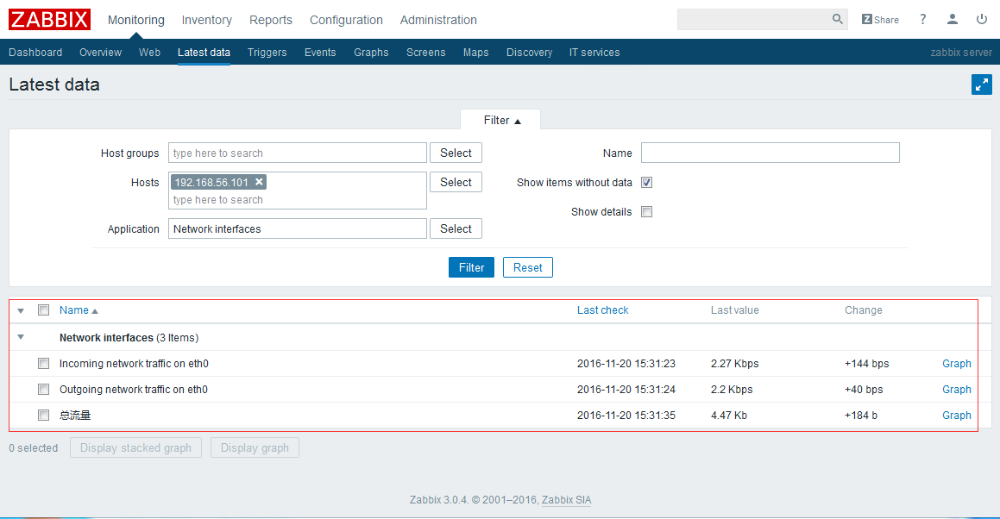 ZABBIX Monitoring Inventory Reports Configuration Administration Z Share ?
Dashboard Overview Web Latest data Triggers Events Graphs Screens Maps Discovery IT services zabbix server
Latest data
Filter ▲
Host groups type here to search Select Name
Hosts 192.168.56.101 × Select Show items without data
type here to search
Show details
Application Network interfaces Select
Filter Reset
Name ▲ Last check Last value Change
Network interfaces (3 Items)
Incoming network traffic on eth0 2016-11-20 15:31:23 2.27 Kbps +144 bps Graph
Outgoing network traffic on eth0 2016-11-20 15:31:24 2.2 Kbps +40 bps Graph
总流量 2016-11-20 15:31:35 4.47 Kb +184 b Graph
0 selected Display stacked graph Display graph
Zabbix 3.0.4. © 2001–2016, Zabbix SIA